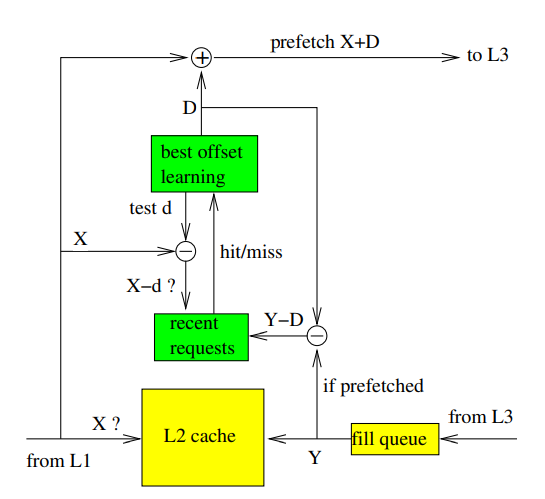 prefetch X+D
to L3
+
D
best offset
learning
test d
X
−
hit/miss
X−d ?
recent
requests
Y−D
−
if prefetched
X ?
L2 cache
from L3
fill queue
from L1
Y